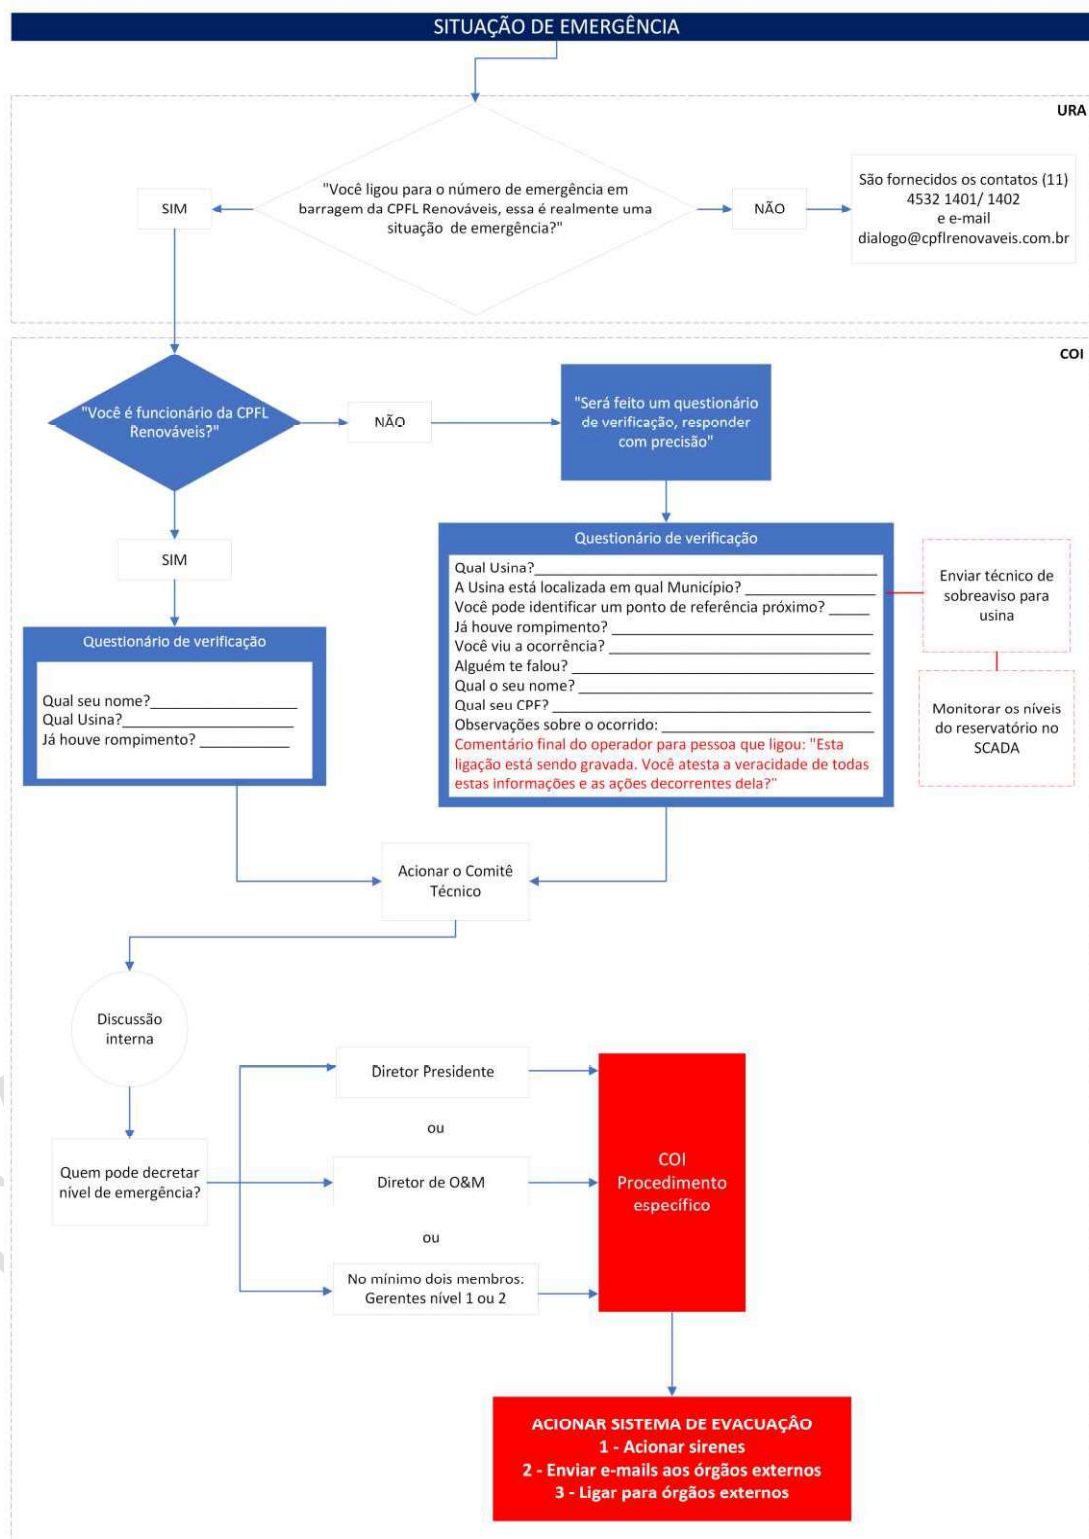 SITUAÇÃO DE EMERGÊNCIA
URA
"Você ligou para o número de emergência em
barragem da CPFL Renováveis, essa é realmente uma
situação de emergência?"
SIM
NÃO
São fornecidos os contatos (11)
4532 1401/ 1402
e e-mail
dialogo@cpflrenovaveis.com.br
COI
"Você é funcionário da CPFL
Renováveis?"
NÃO
"Será feito um questionário
de verificação, responder
com precisão"
SIM
Questionário de verificação
Qual seu nome?
Qual Usina?
Já houve rompimento?
Questionário de verificação
Qual Usina?
A Usina está localizada em qual Município?
Você pode identificar um ponto de referência próximo?
Já houve rompimento?
Você viu a ocorrência?
Alguém te falou?
Qual o seu nome?
Qual seu CPF?
Observações sobre o ocorrido:
Comentário final do operador para pessoa que ligou: "Esta
ligação está sendo gravada. Você atesta a veracidade de todas
estas informações e as ações decorrentes dela?"
Enviar técnico de
sobreaviso para
usina
Monitorar os níveis
do reservatório no
SCADA
Acionar o Comitê
Técnico
Discussão
interna
Quem pode decretar
nível de emergência?
Diretor Presidente
ou
Diretor de O&M
ou
No mínimo dois membros:
Gerentes nível 1 ou 2
COI
Procedimento
específico
ACIONAR SISTEMA DE EVACUAÇÃO
1 - Acionar sirenes
2 - Enviar e-mails aos órgãos externos
3 - Ligar para órgãos externos